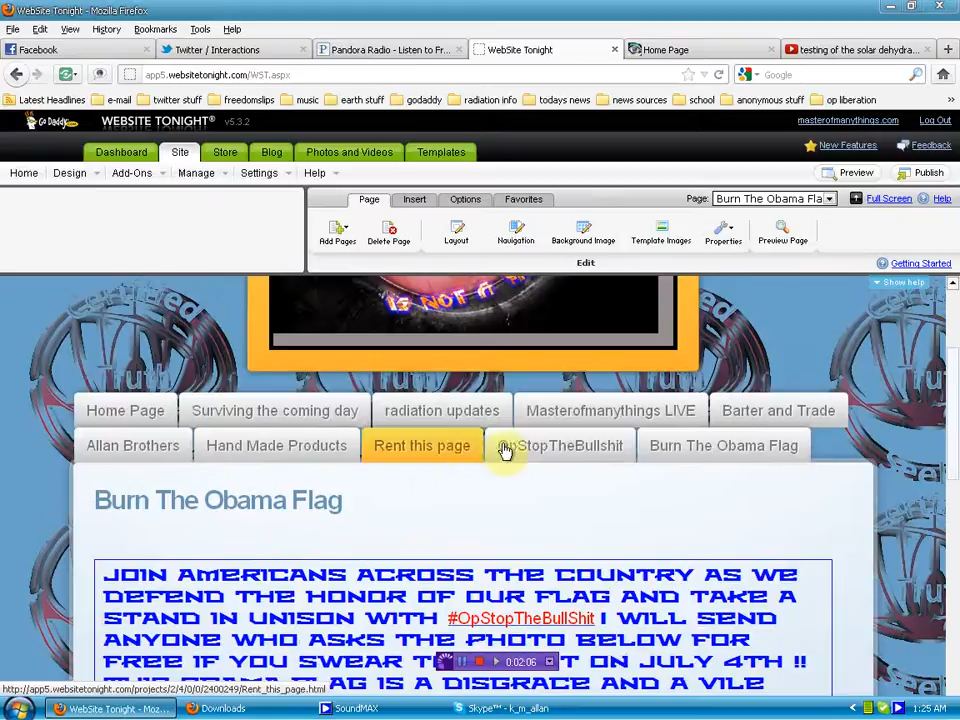 WebSite Tonight - Mozilla Firefox
File Edit View History Bookmarks Tools Help
Facebook Twitter / Interactions Pandora Radio - Listen to Fr... WebSite Tonight Home Page testing of the solar dehydra...
app5.websitetonight.com/WST.aspx Google
Latest Headlines e-mail twitter stuff freedomslips music earth stuff godaddy radiation info todays news news sources school anonymous stuff op liberation
Go Daddy WEBSITE TONIGHT® v5.3.2 masterofmanythings.com Log Out
Dashboard Site Store Blog Photos and Videos Templates New Features Feedback
Home Design Add-Ons Manage Settings Help Preview Publish
Page Insert Options Favorites Page: Burn The Obama Fla Full Screen Help
Add Pages Delete Page Layout Navigation Background Image Template Images Properties Preview Page
Edit Getting Started
Show help
IS NOT A
Truth Truth
Home Page Surviving the coming day radiation updates Masterofmanythings LIVE Barter and Trade
Allan Brothers Hand Made Products Rent this page OpStopTheBullshit Burn The Obama Flag
Burn The Obama Flag
JOIN AMERICANS ACROSS THE COUNTRY AS WE
DEFEND THE HONOR OF OUR FLAG AND TAKE A
STAND IN UNISON WITH #OpStopTheBullShit I WILL SEND
ANYONE WHO ASKS THE PHOTO BELOW FOR
FREE IF YOU SWEAR T 0:02:06 T ON JULY 4TH !!
http://app5.websitetonight.com/projects/2/4/0/0/2400249/Rent_this_page.html
AG IS A DISGRACE AND A VILE
WebSite Tonight - Moz... Downloads SoundMAX Skype™ - k_m_allan 1:25 AM